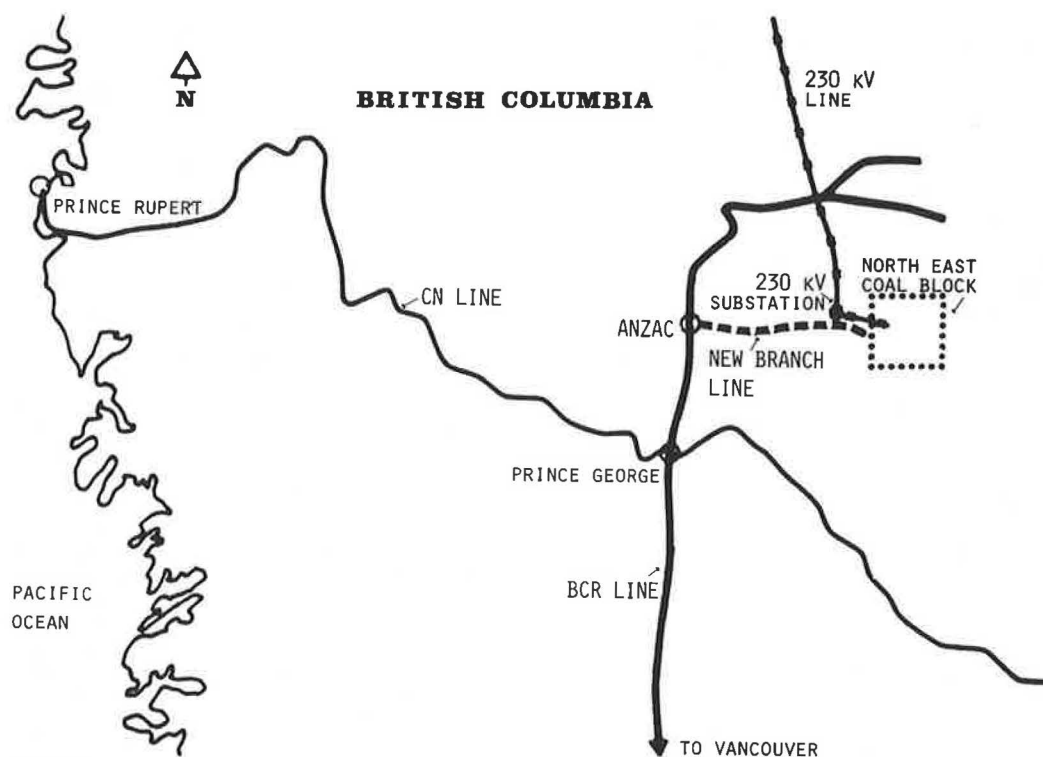 N
BRITISH COLUMBIA
230 KV
LINE
PRINCE RUPERT
CN LINE
230 KV
SUBSTATION
NORTH EAST
COAL BLOCK
ANZAC
NEW BRANCH
LINE
PRINCE GEORGE
BCR LINE
PACIFIC
OCEAN
TO VANCOUVER